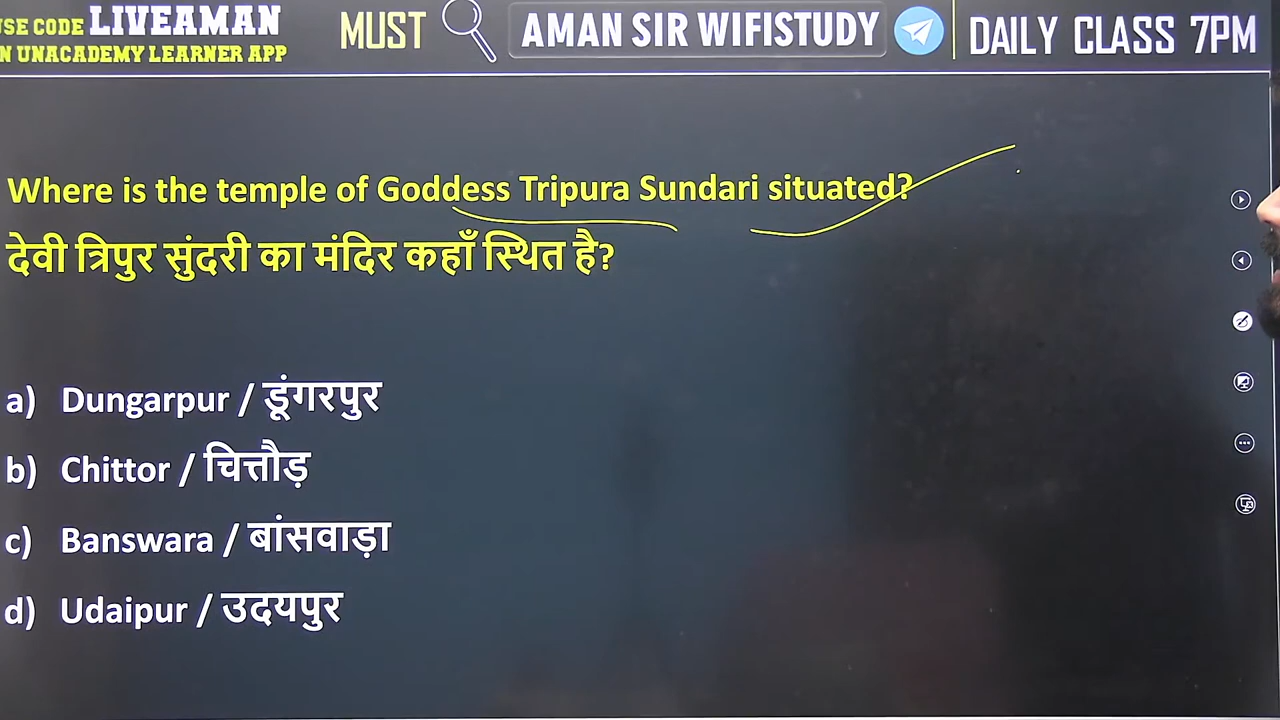 SE CODE LIVEAMAN
N UNACADEMY LEARNER APP
MUST
AMAN SIR WIFISTUDY
DAILY CLASS 7PM
Where is the temple of Goddess Tripura Sundari situated?
देवी त्रिपुर सुंदरी का मंदिर कहाँ स्थित है?
a) Dungarpur / डूंगरपुर
b) Chittor / चित्तौड़
c) Banswara / बांसवाड़ा
d) Udaipur / उदयपुर